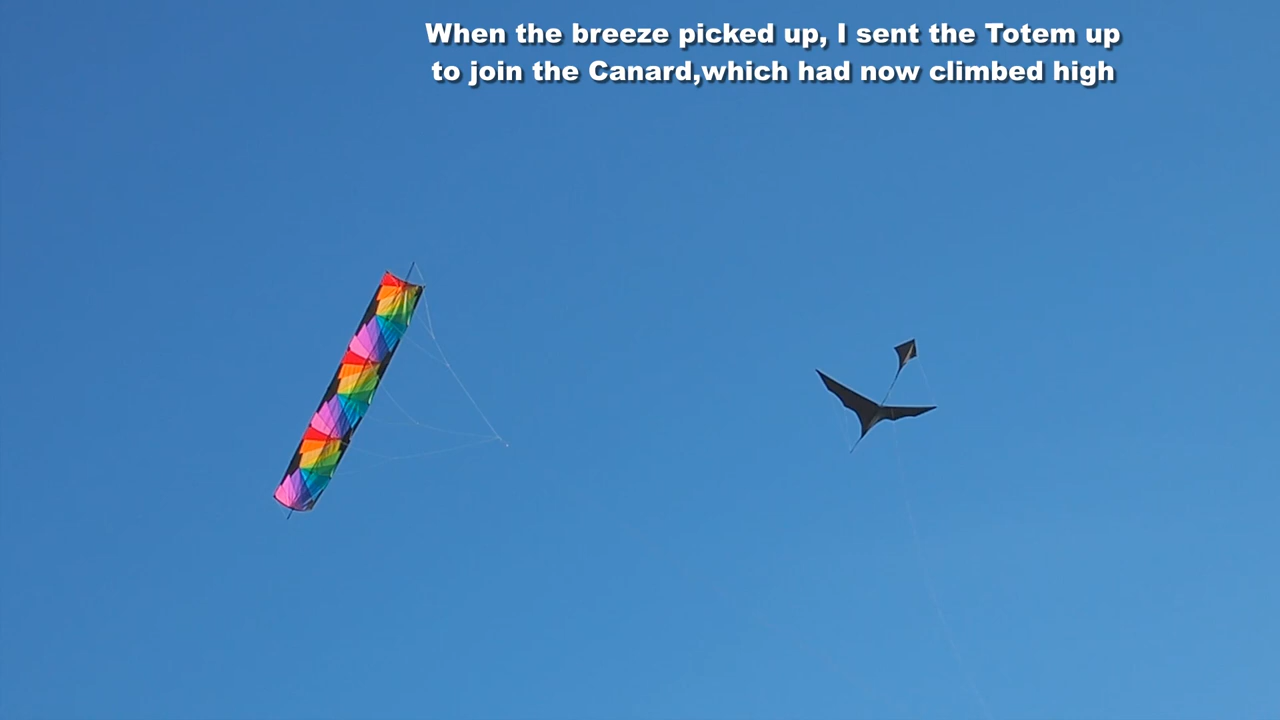 When the breeze picked up, I sent the Totem up
to join the Canard,which had now climbed high